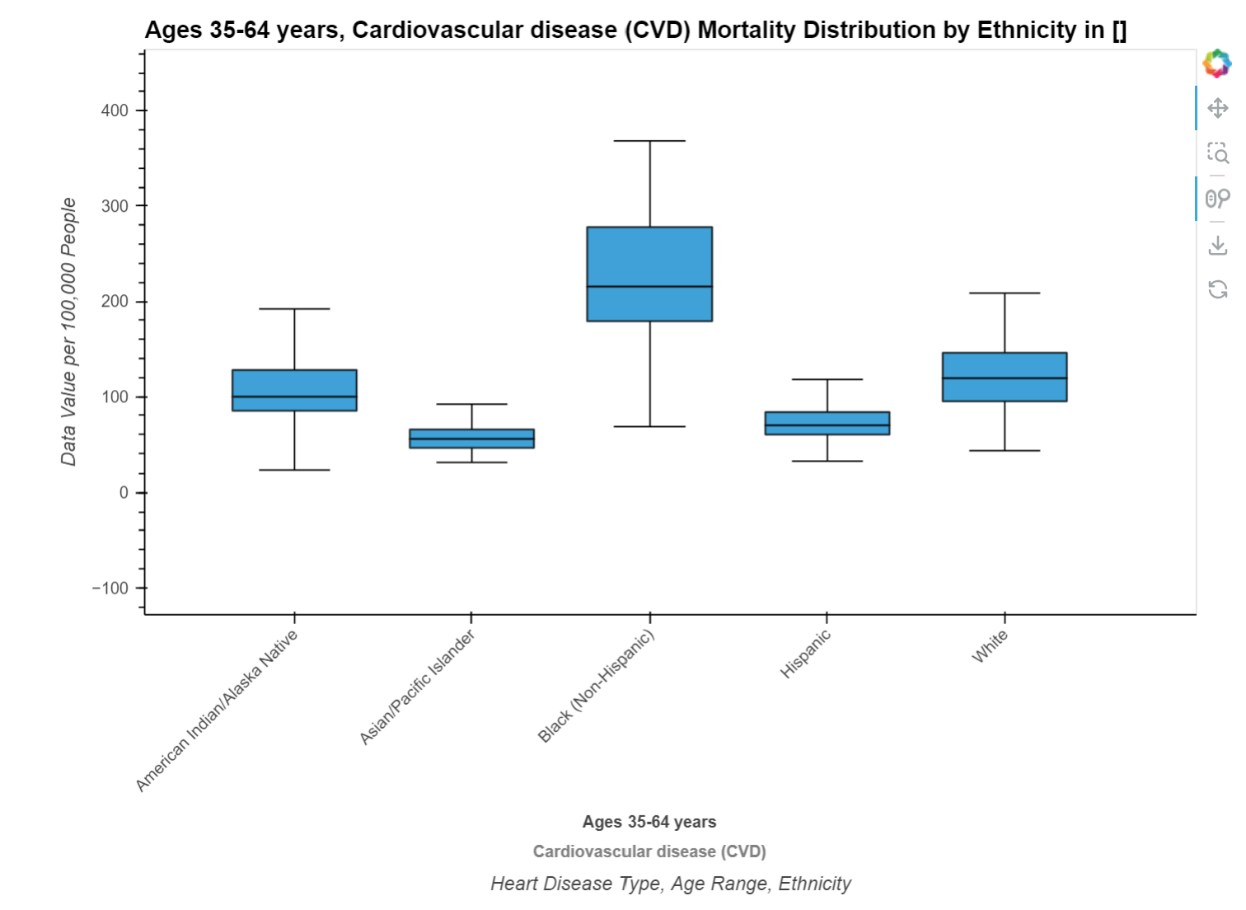 Ages 35-64 years, Cardiovascular disease (CVD) Mortality Distribution by Ethnicity in []
Data Value per 100,000 People
400
300
200
100
0
−100
American Indian/Alaska Native
Asian/Pacific Islander
Black (Non-Hispanic)
Hispanic
White
Ages 35-64 years
Cardiovascular disease (CVD)
Heart Disease Type, Age Range, Ethnicity